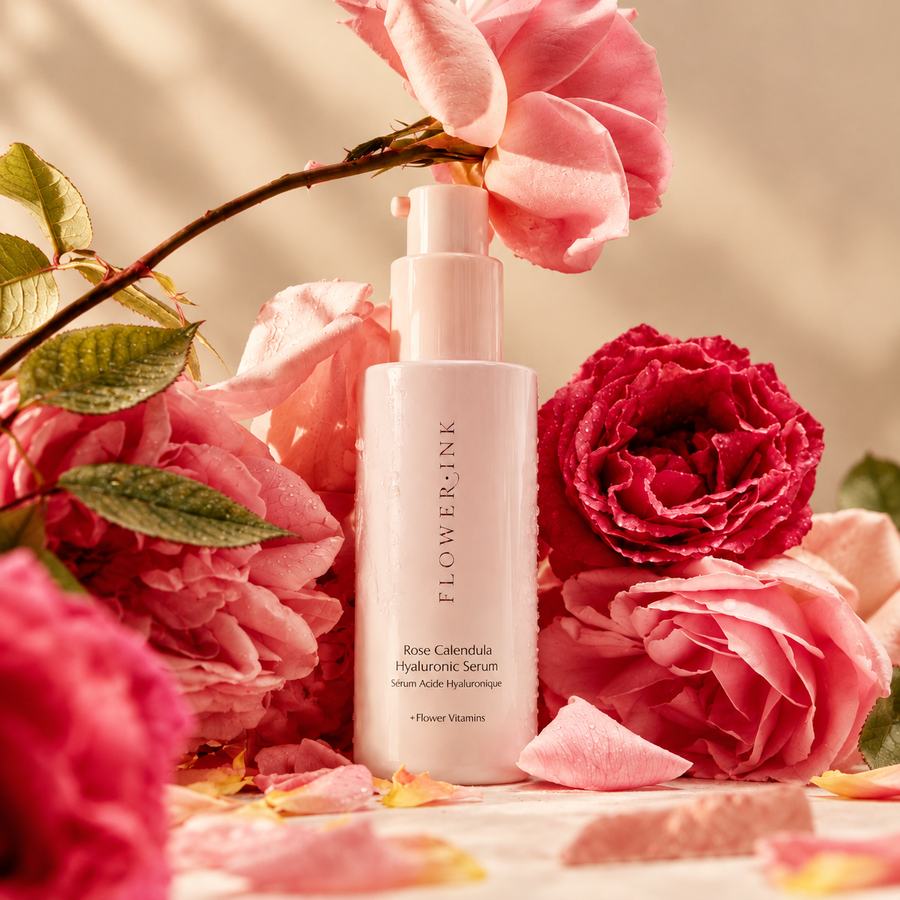 FLOWER·INK
Rose Calendula
Hyaluronic Serum
Sérum Acide Hyaluronique
+Flower Vitamins